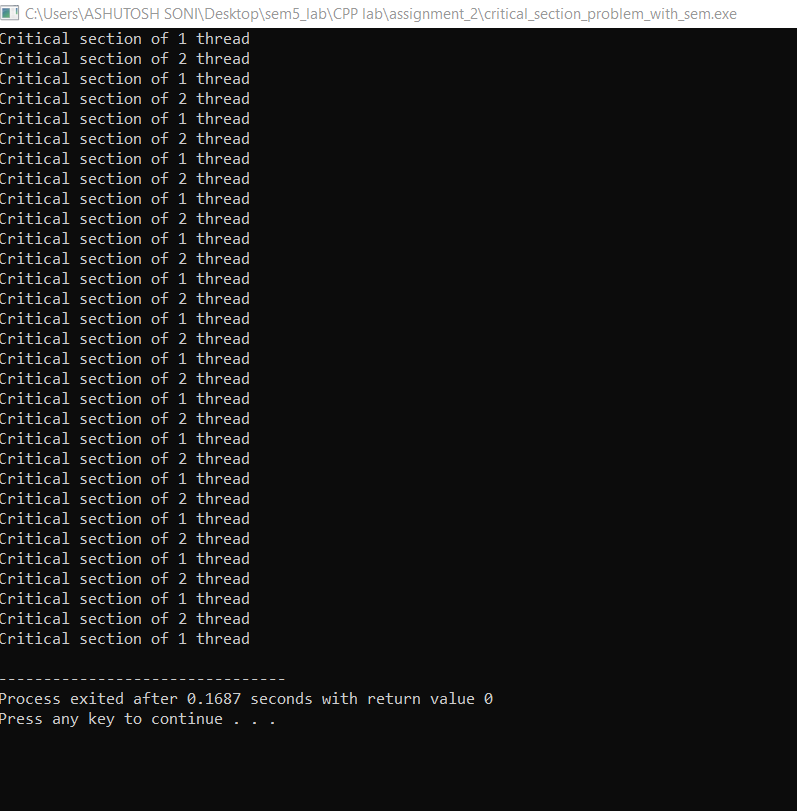 C:\Users\ASHUTOSH SONI\Desktop\sem5_lab\CPP lab\assignment_2\critical_section_problem_with_sem.exe
Critical section of 1 thread
Critical section of 2 thread
Critical section of 1 thread
Critical section of 2 thread
Critical section of 1 thread
Critical section of 2 thread
Critical section of 1 thread
Critical section of 2 thread
Critical section of 1 thread
Critical section of 2 thread
Critical section of 1 thread
Critical section of 2 thread
Critical section of 1 thread
Critical section of 2 thread
Critical section of 1 thread
Critical section of 2 thread
Critical section of 1 thread
Critical section of 2 thread
Critical section of 1 thread
Critical section of 2 thread
Critical section of 1 thread
Critical section of 2 thread
Critical section of 1 thread
Critical section of 2 thread
Critical section of 1 thread
Critical section of 2 thread
Critical section of 1 thread
Critical section of 2 thread
Critical section of 1 thread
Critical section of 2 thread
Critical section of 1 thread
--------------------------------
Process exited after 0.1687 seconds with return value 0
Press any key to continue . . .